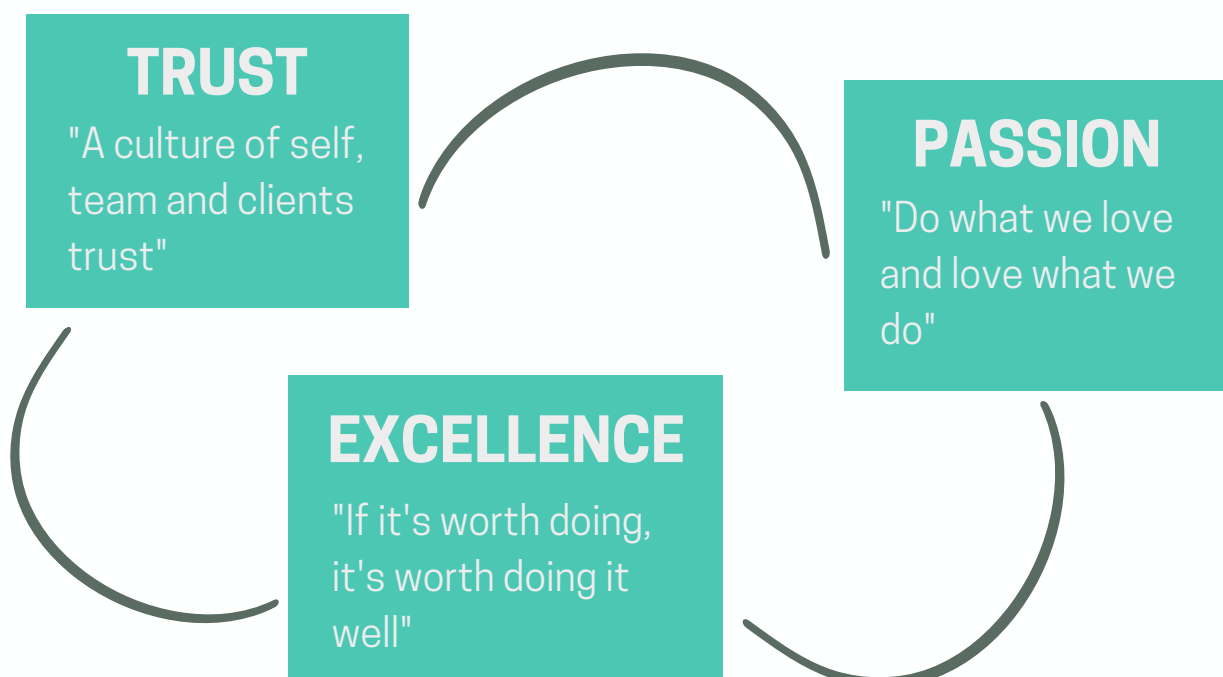 TRUST
"A culture of self,
team and clients
trust"
PASSION
"Do what we love
and love what we
do"
EXCELLENCE
"If it's worth doing,
it's worth doing it
well"